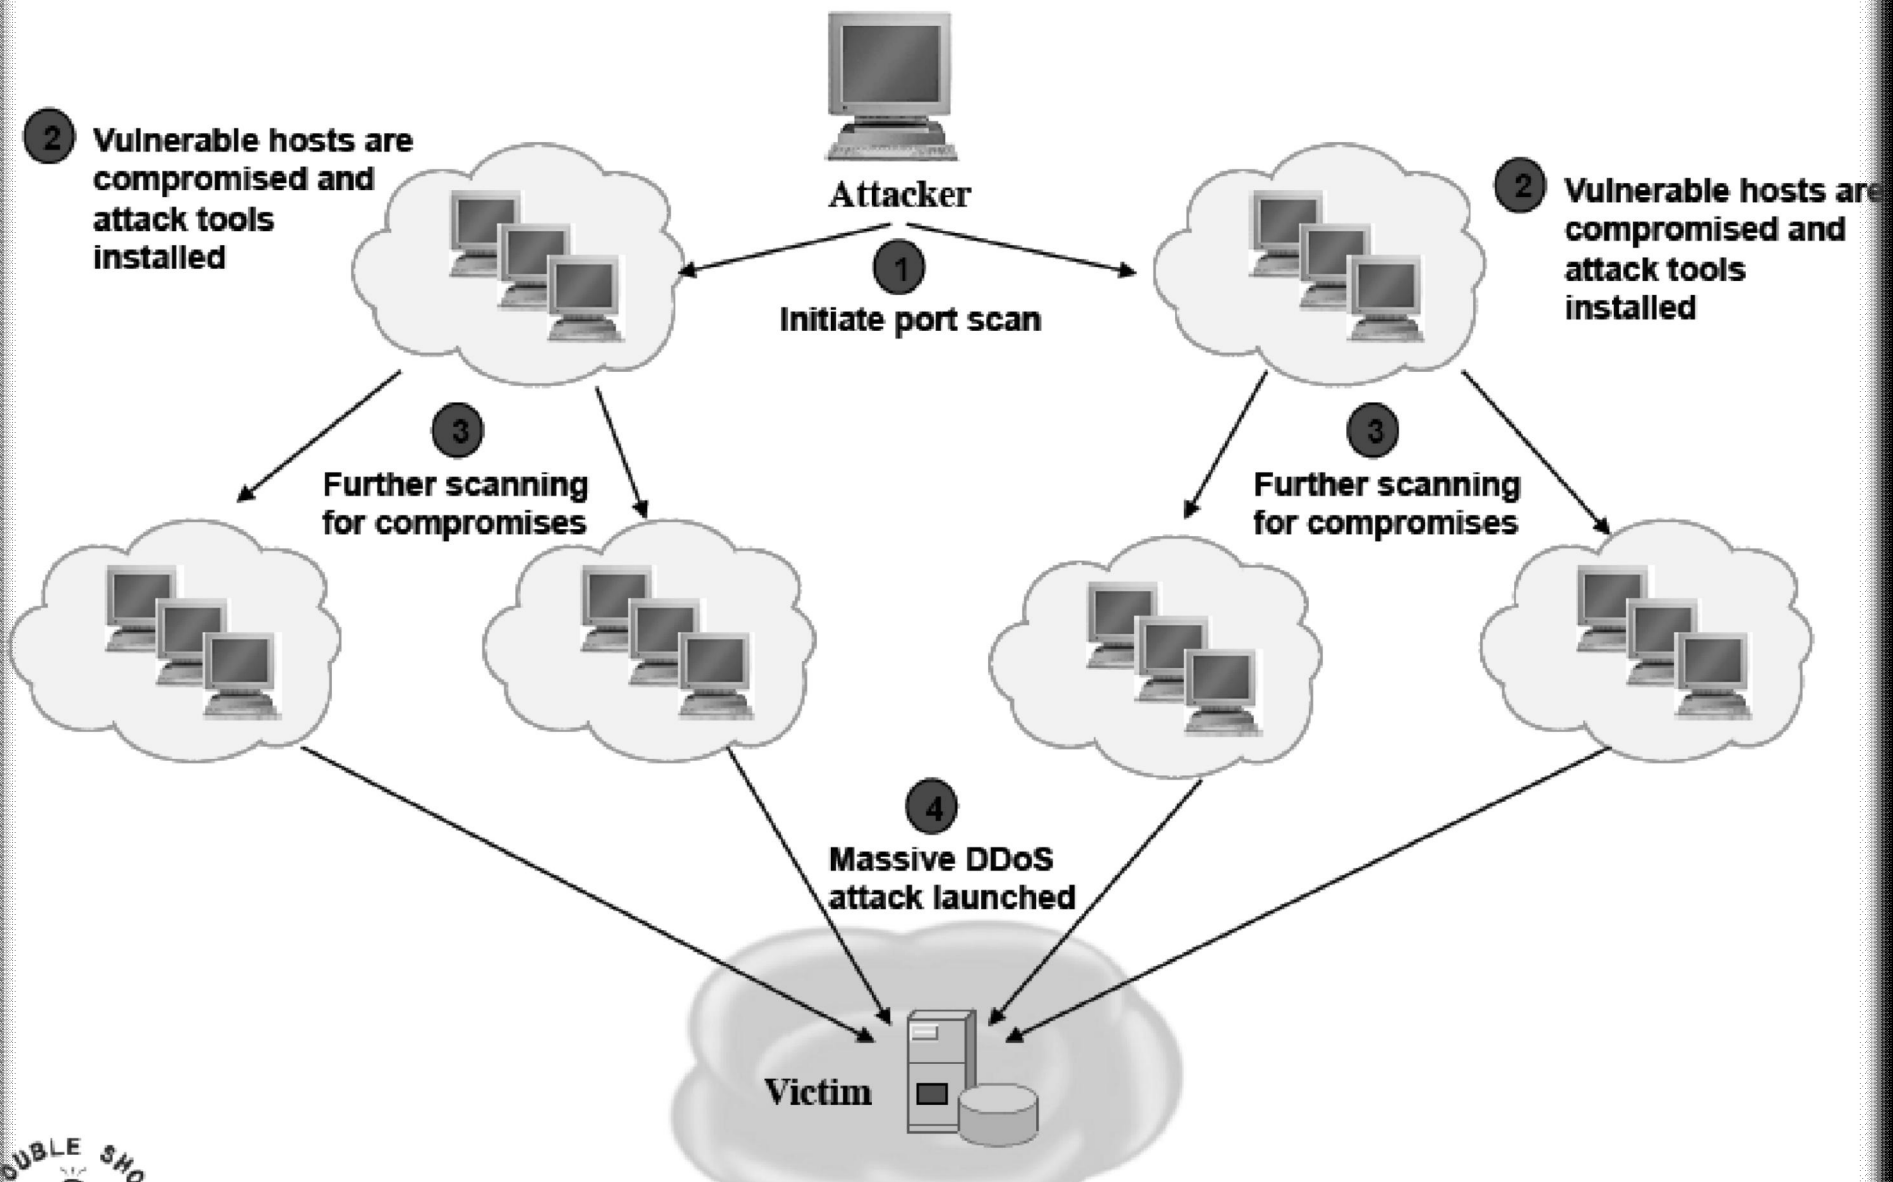 Attacker
2
Vulnerable hosts are
compromised and
attack tools
installed
2
Vulnerable hosts are
compromised and
attack tools
installed
1
Initiate port scan
3
Further scanning
for compromises
3
Further scanning
for compromises
4
Massive DDoS
attack launched
Victim